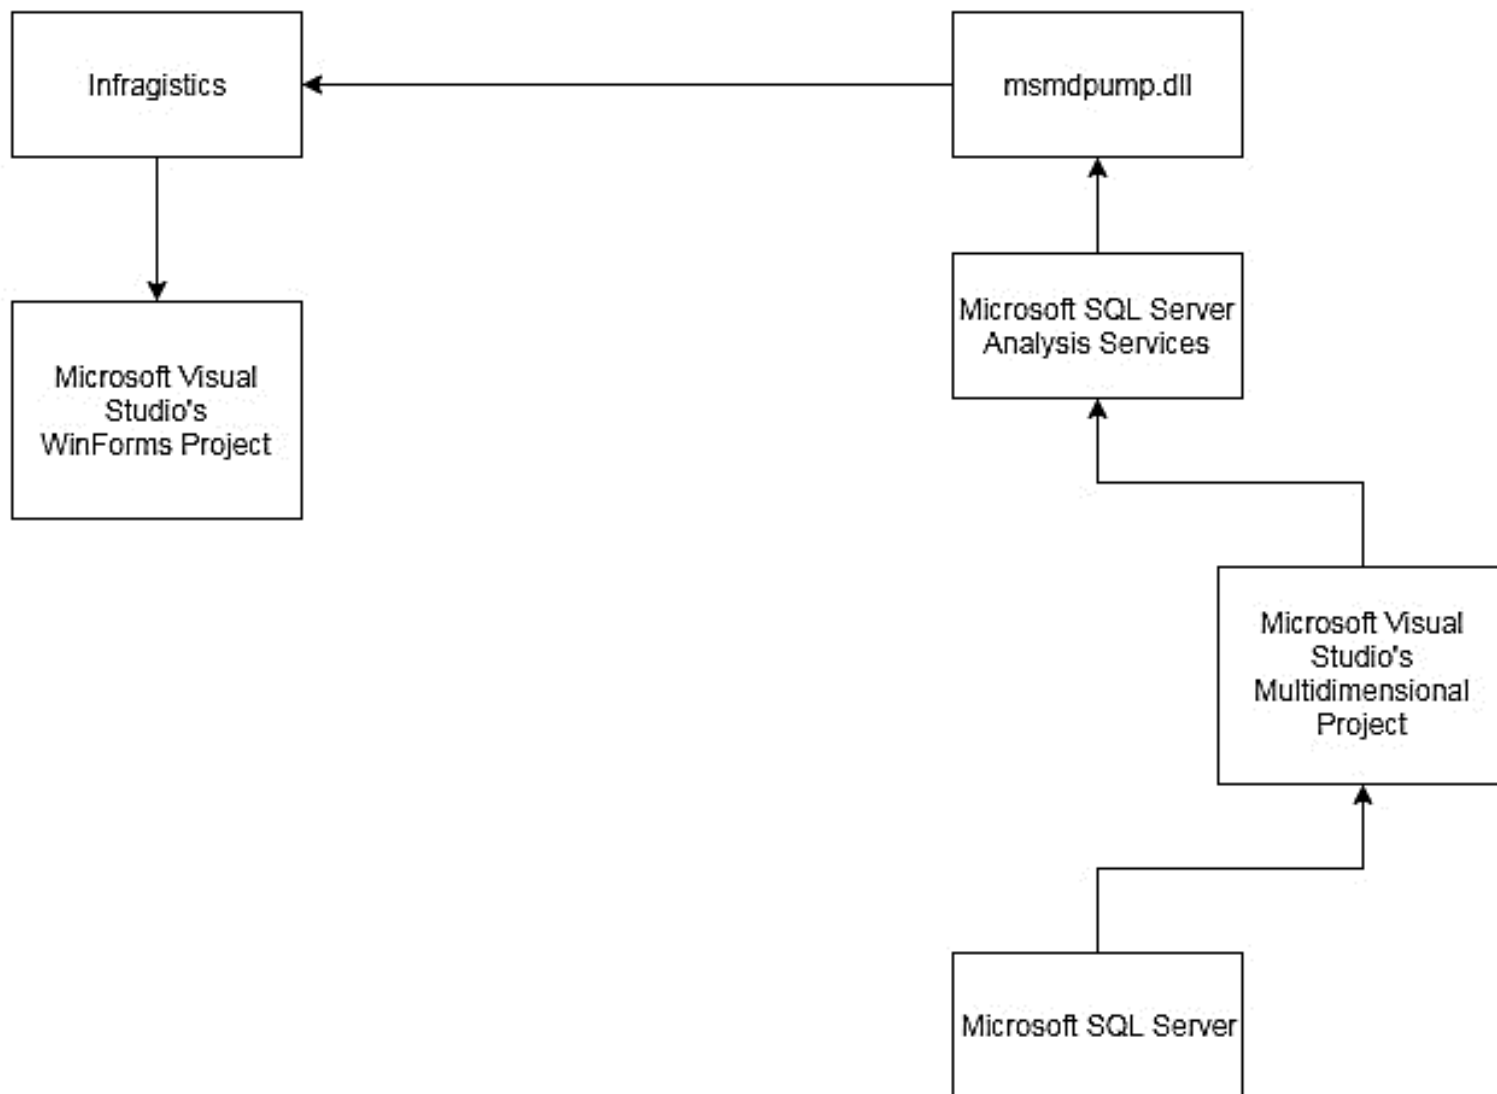 Infragistics
msmdpump.dll
Microsoft SQL Server
Analysis Services
Microsoft Visual
Studio's
WinForms Project
Microsoft Visual
Studio's
Multidimensional
Project
Microsoft SQL Server